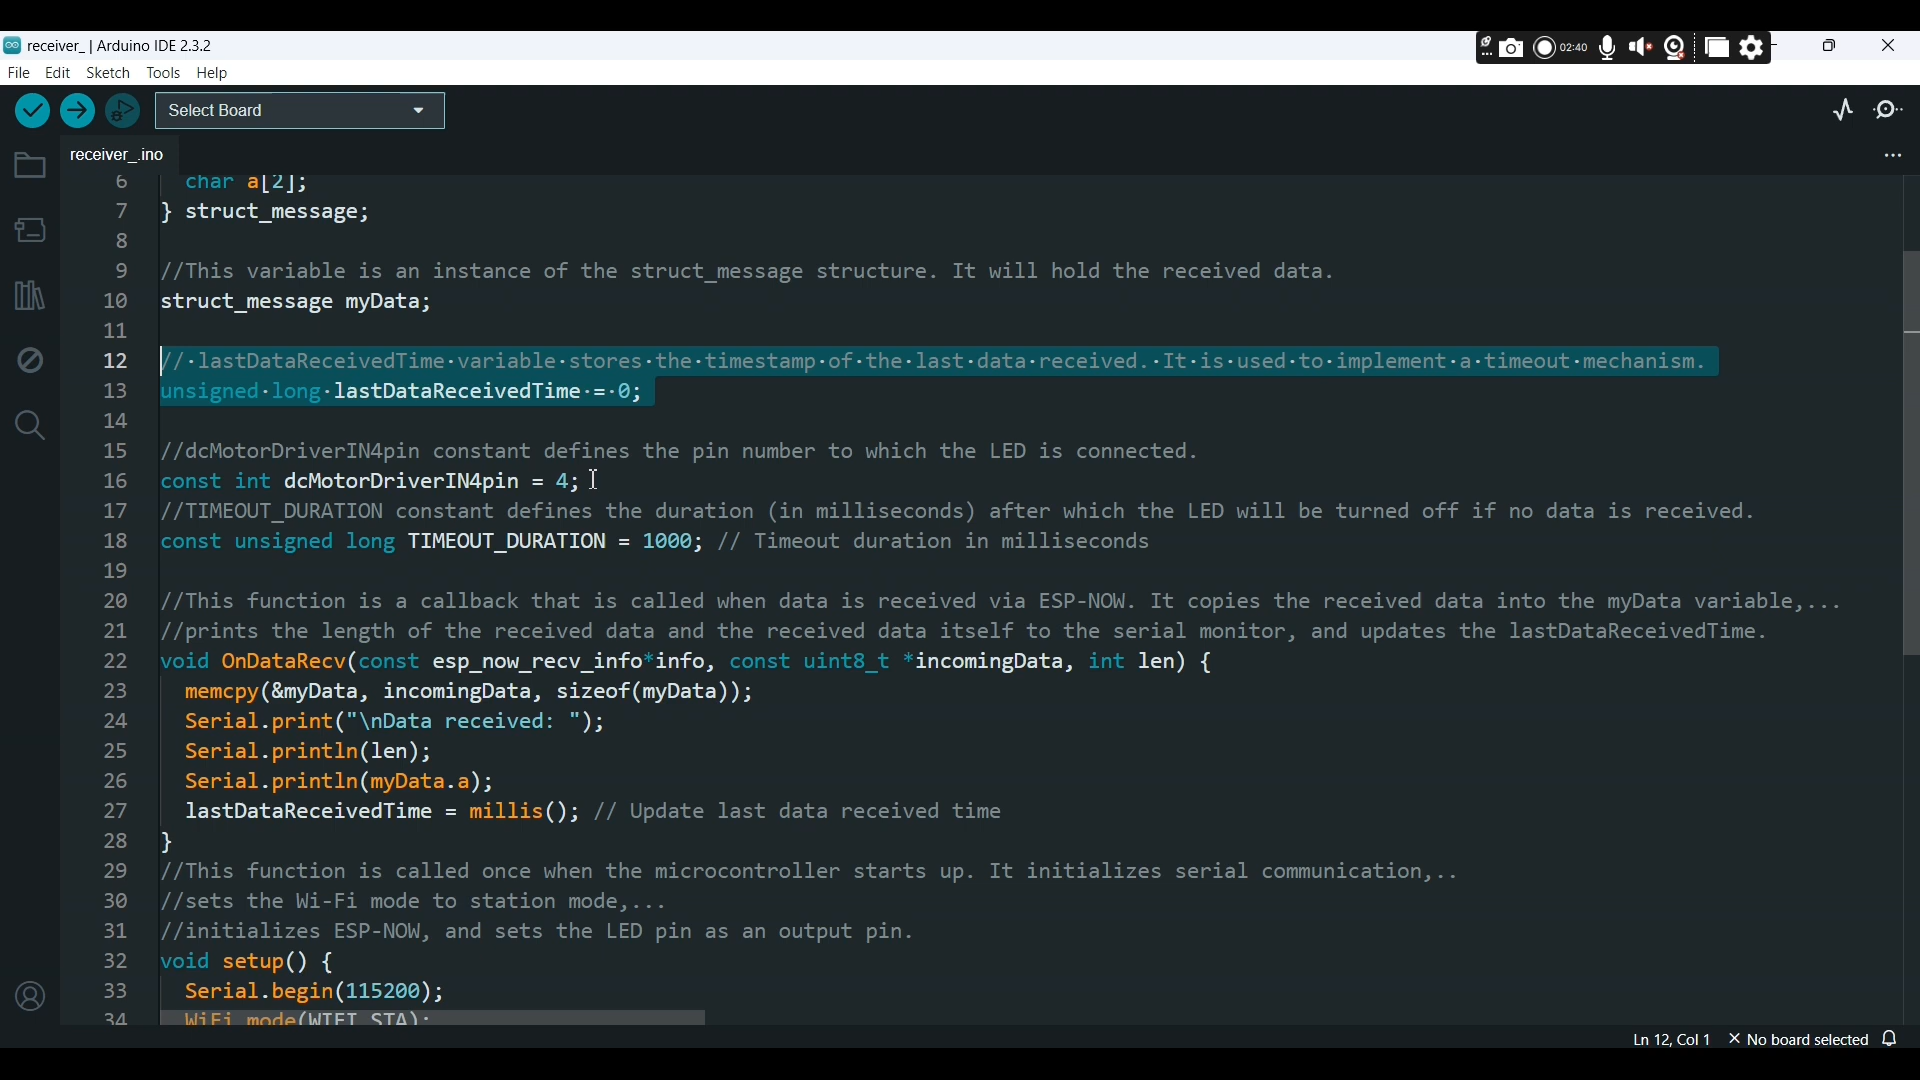 receiver_ | Arduino IDE 2.3.2
02:40
File Edit Sketch Tools Help
Select Board
receiver_.ino
6 char a[2];
7 } struct_message;
8
9 //This variable is an instance of the struct_message structure. It will hold the received data.
10 struct_message myData;
11
12 // lastDataReceivedTime variable stores the timestamp of the last data received. It is used to implement a timeout mechanism.
13 unsigned long lastDataReceivedTime = 0;
14
15 //dcMotorDriverIN4pin constant defines the pin number to which the LED is connected.
16 const int dcMotorDriverIN4pin = 4;
17 //TIMEOUT_DURATION constant defines the duration (in milliseconds) after which the LED will be turned off if no data is received.
18 const unsigned long TIMEOUT_DURATION = 1000; // Timeout duration in milliseconds
19
20 //This function is a callback that is called when data is received via ESP-NOW. It copies the received data into the myData variable,...
21 //prints the length of the received data and the received data itself to the serial monitor, and updates the lastDataReceivedTime.
22 void OnDataRecv(const esp_now_recv_info*info, const uint8_t *incomingData, int len) {
23 memcpy(&myData, incomingData, sizeof(myData));
24 Serial.print("\nData received: ");
25 Serial.println(len);
26 Serial.println(myData.a);
27 lastDataReceivedTime = millis(); // Update last data received time
28 }
29 //This function is called once when the microcontroller starts up. It initializes serial communication,..
30 //sets the Wi-Fi mode to station mode,...
31 //initializes ESP-NOW, and sets the LED pin as an output pin.
32 void setup() {
33 Serial.begin(115200);
34 WiFi.mode(WIFI_STA);
Ln 12, Col 1 No board selected